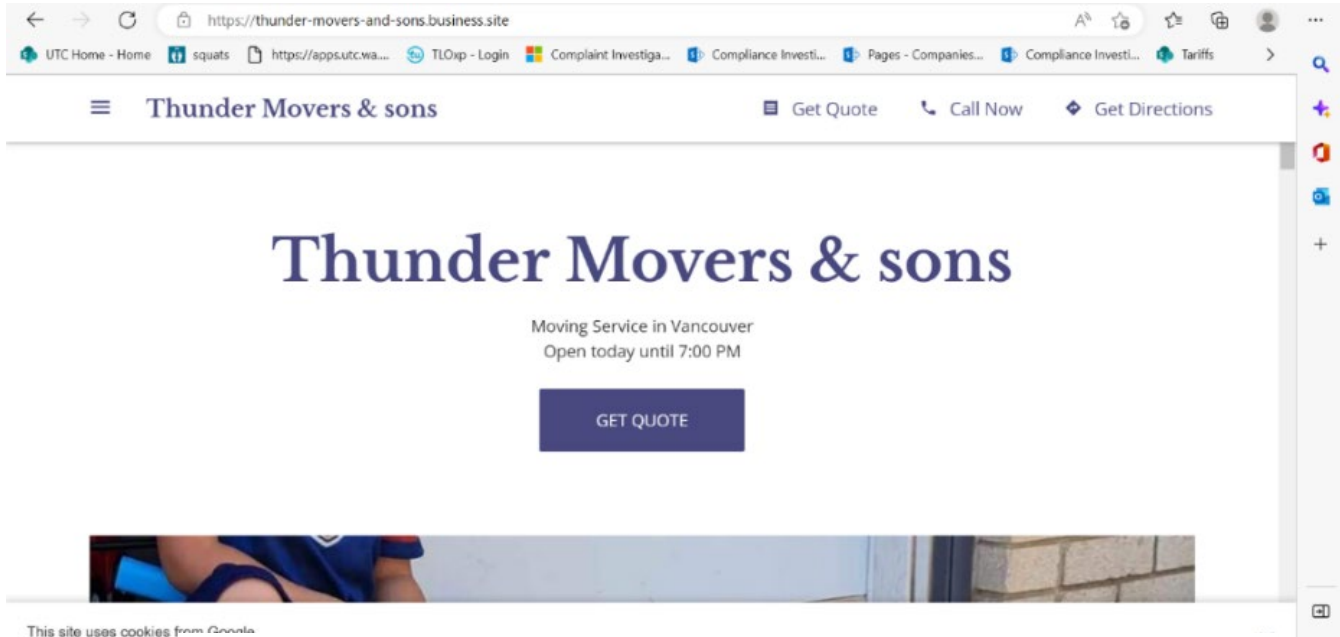 https://thunder-movers-and-sons.business.site
UTC Home - Home squats https://apps.utc.wa.... TLOxp - Login Complaint Investiga... Compliance Investi... Pages - Companies... Compliance Investi... Tariffs
Thunder Movers & sons Get Quote Call Now Get Directions
Thunder Movers & sons
Moving Service in Vancouver
Open today until 7:00 PM
GET QUOTE
This site uses cookies from Google